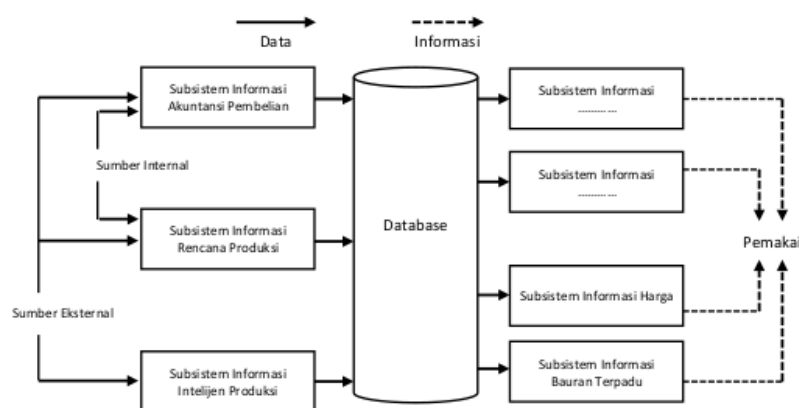 Data
Informasi
Subsistem Informasi
Akuntansi Pembelian
Subsistem Informasi
............
Sumber Internal
Subsistem Informasi
............
Subsistem Informasi
Rencana Produksi
Database
Pemakai
Sumber Eksternal
Subsistem Informasi Harga
Subsistem Informasi
Intelijen Produksi
Subsistem Informasi
Bauran Terpadu